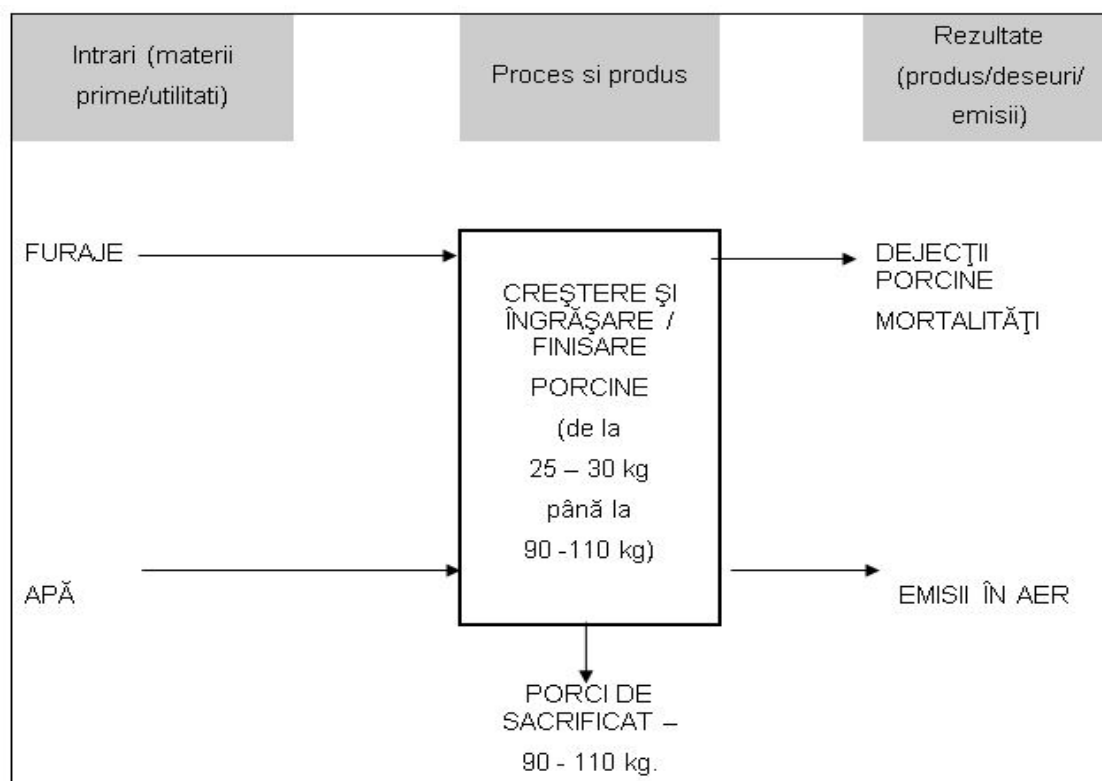 Intrari (materii
prime/utilitati)
Proces si produs
Rezultate
(produs/deseuri/
emisii)
FURAJE
CREŞTERE ŞI
ÎNGRĂŞARE /
FINISARE
PORCINE
(de la
25 – 30 kg
până la
90 -110 kg)
DEJECŢII
PORCINE
MORTALITĂŢI
APĂ
EMISII ÎN AER
PORCI DE
SACRIFICAT –
90 - 110 kg.